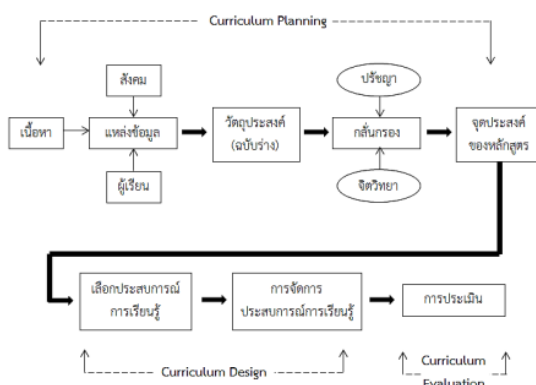 Curriculum Planning
สังคม
ปรัชญา
เนื้อหา
แหล่งข้อมูล
วัตถุประสงค์
(ฉบับร่าง)
กลั่นกรอง
จุดประสงค์
ของหลักสูตร
ผู้เรียน
จิตวิทยา
เลือกประสบการณ์
การเรียนรู้
การจัดการ
ประสบการณ์การเรียนรู้
การประเมิน
Curriculum Design
Curriculum
Evaluation